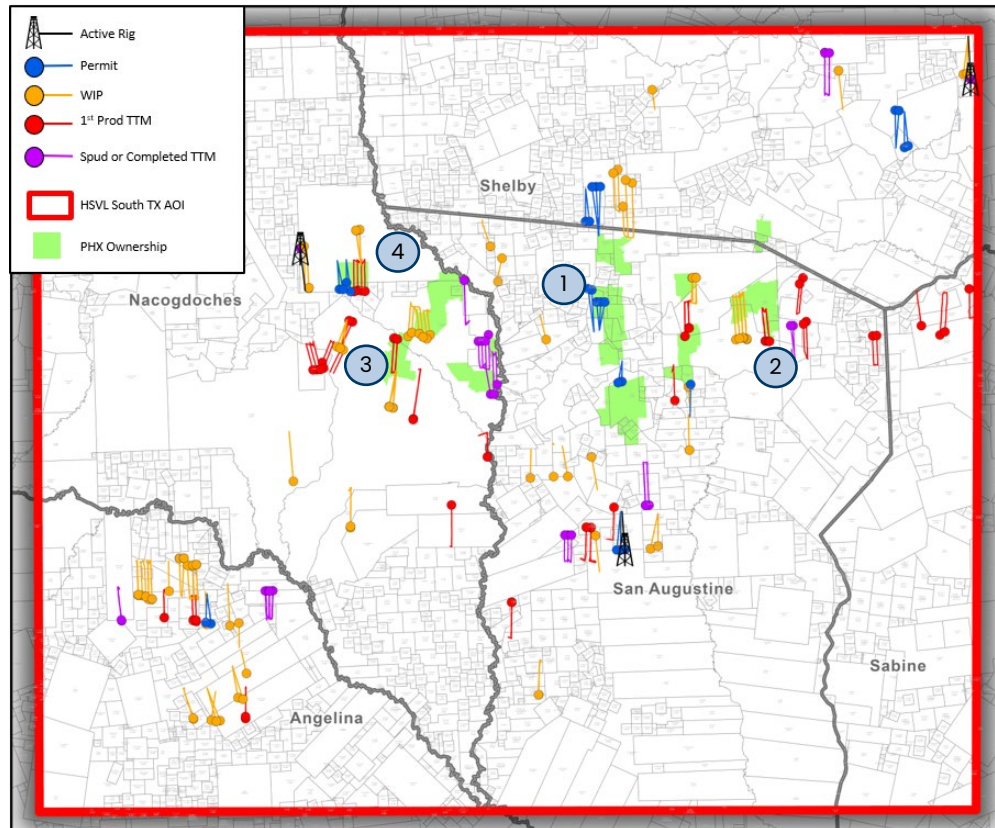 Active Rig
Permit
WIP
1st Prod TTM
Spud or Completed TTM
HSVL South TX AOI
PHX Ownership
Shelby
4
1
Nacogdoches
3
2
San Augustine
Sabine
Angelina